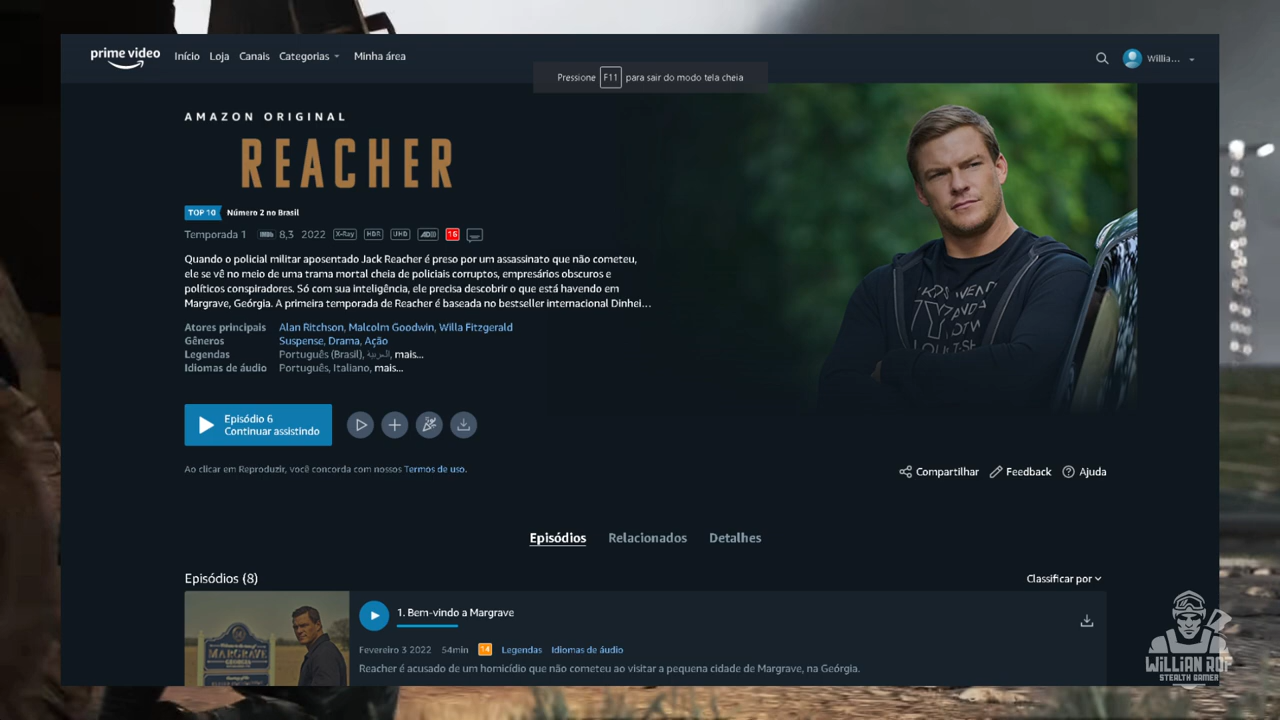 prime video
Início Loja Canais Categorias Minha área
Willia...
Pressione F11 para sair do modo tela cheia
AMAZON ORIGINAL
REACHER
TOP 10 Número 2 no Brasil
Temporada 1 IMDb 8,3 2022 X-Ray HDR UHD AD 16
Quando o policial militar aposentado Jack Reacher é preso por um assassinato que não cometeu,
ele se vê no meio de uma trama mortal cheia de policiais corruptos, empresários obscuros e
políticos conspiradores. Só com sua inteligência, ele precisa descobrir o que está havendo em
Margrave, Geórgia. A primeira temporada de Reacher é baseada no bestseller internacional Dinhei...
Atores principais Alan Ritchson, Malcolm Goodwin, Willa Fitzgerald
Gêneros Suspense, Drama, Ação
Legendas Português (Brasil), العربية, mais...
Idiomas de áudio Português, Italiano, mais...
Episódio 6
Continuar assistindo
Ao clicar em Reproduzir, você concorda com nossos Termos de uso.
Compartilhar Feedback Ajuda
Episódios Relacionados Detalhes
Episódios (8)
Classificar por
1. Bem-vindo a Margrave
Fevereiro 3 2022 54min 14 Legendas Idiomas de áudio
Reacher é acusado de um homicídio que não cometeu ao visitar a pequena cidade de Margrave, na Geórgia.
MARGRAVE
GEORGIA
WILLIAN ROF
STEALTH GAMER